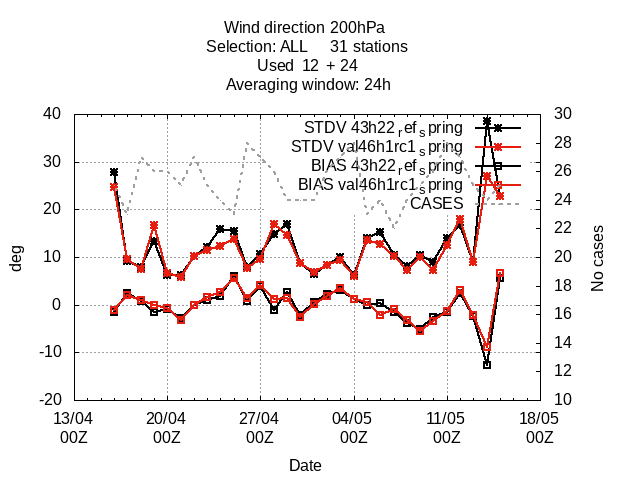 Wind direction 200hPa
Selection: ALL 31 stations
Used 12 + 24
Averaging window: 24h
40 30
STDV 43h22_ref_spring
28
STDV val46h1rc1_spring
30 26
BIAS 43h22_ref_spring
BIAS val46h1rc1_spring
24
CASES
20 22
10 20
deg No cases
18
0 16
-10 14
12
-20 10
13/04 20/04 27/04 04/05 11/05 18/05
00Z 00Z 00Z 00Z 00Z 00Z
Date